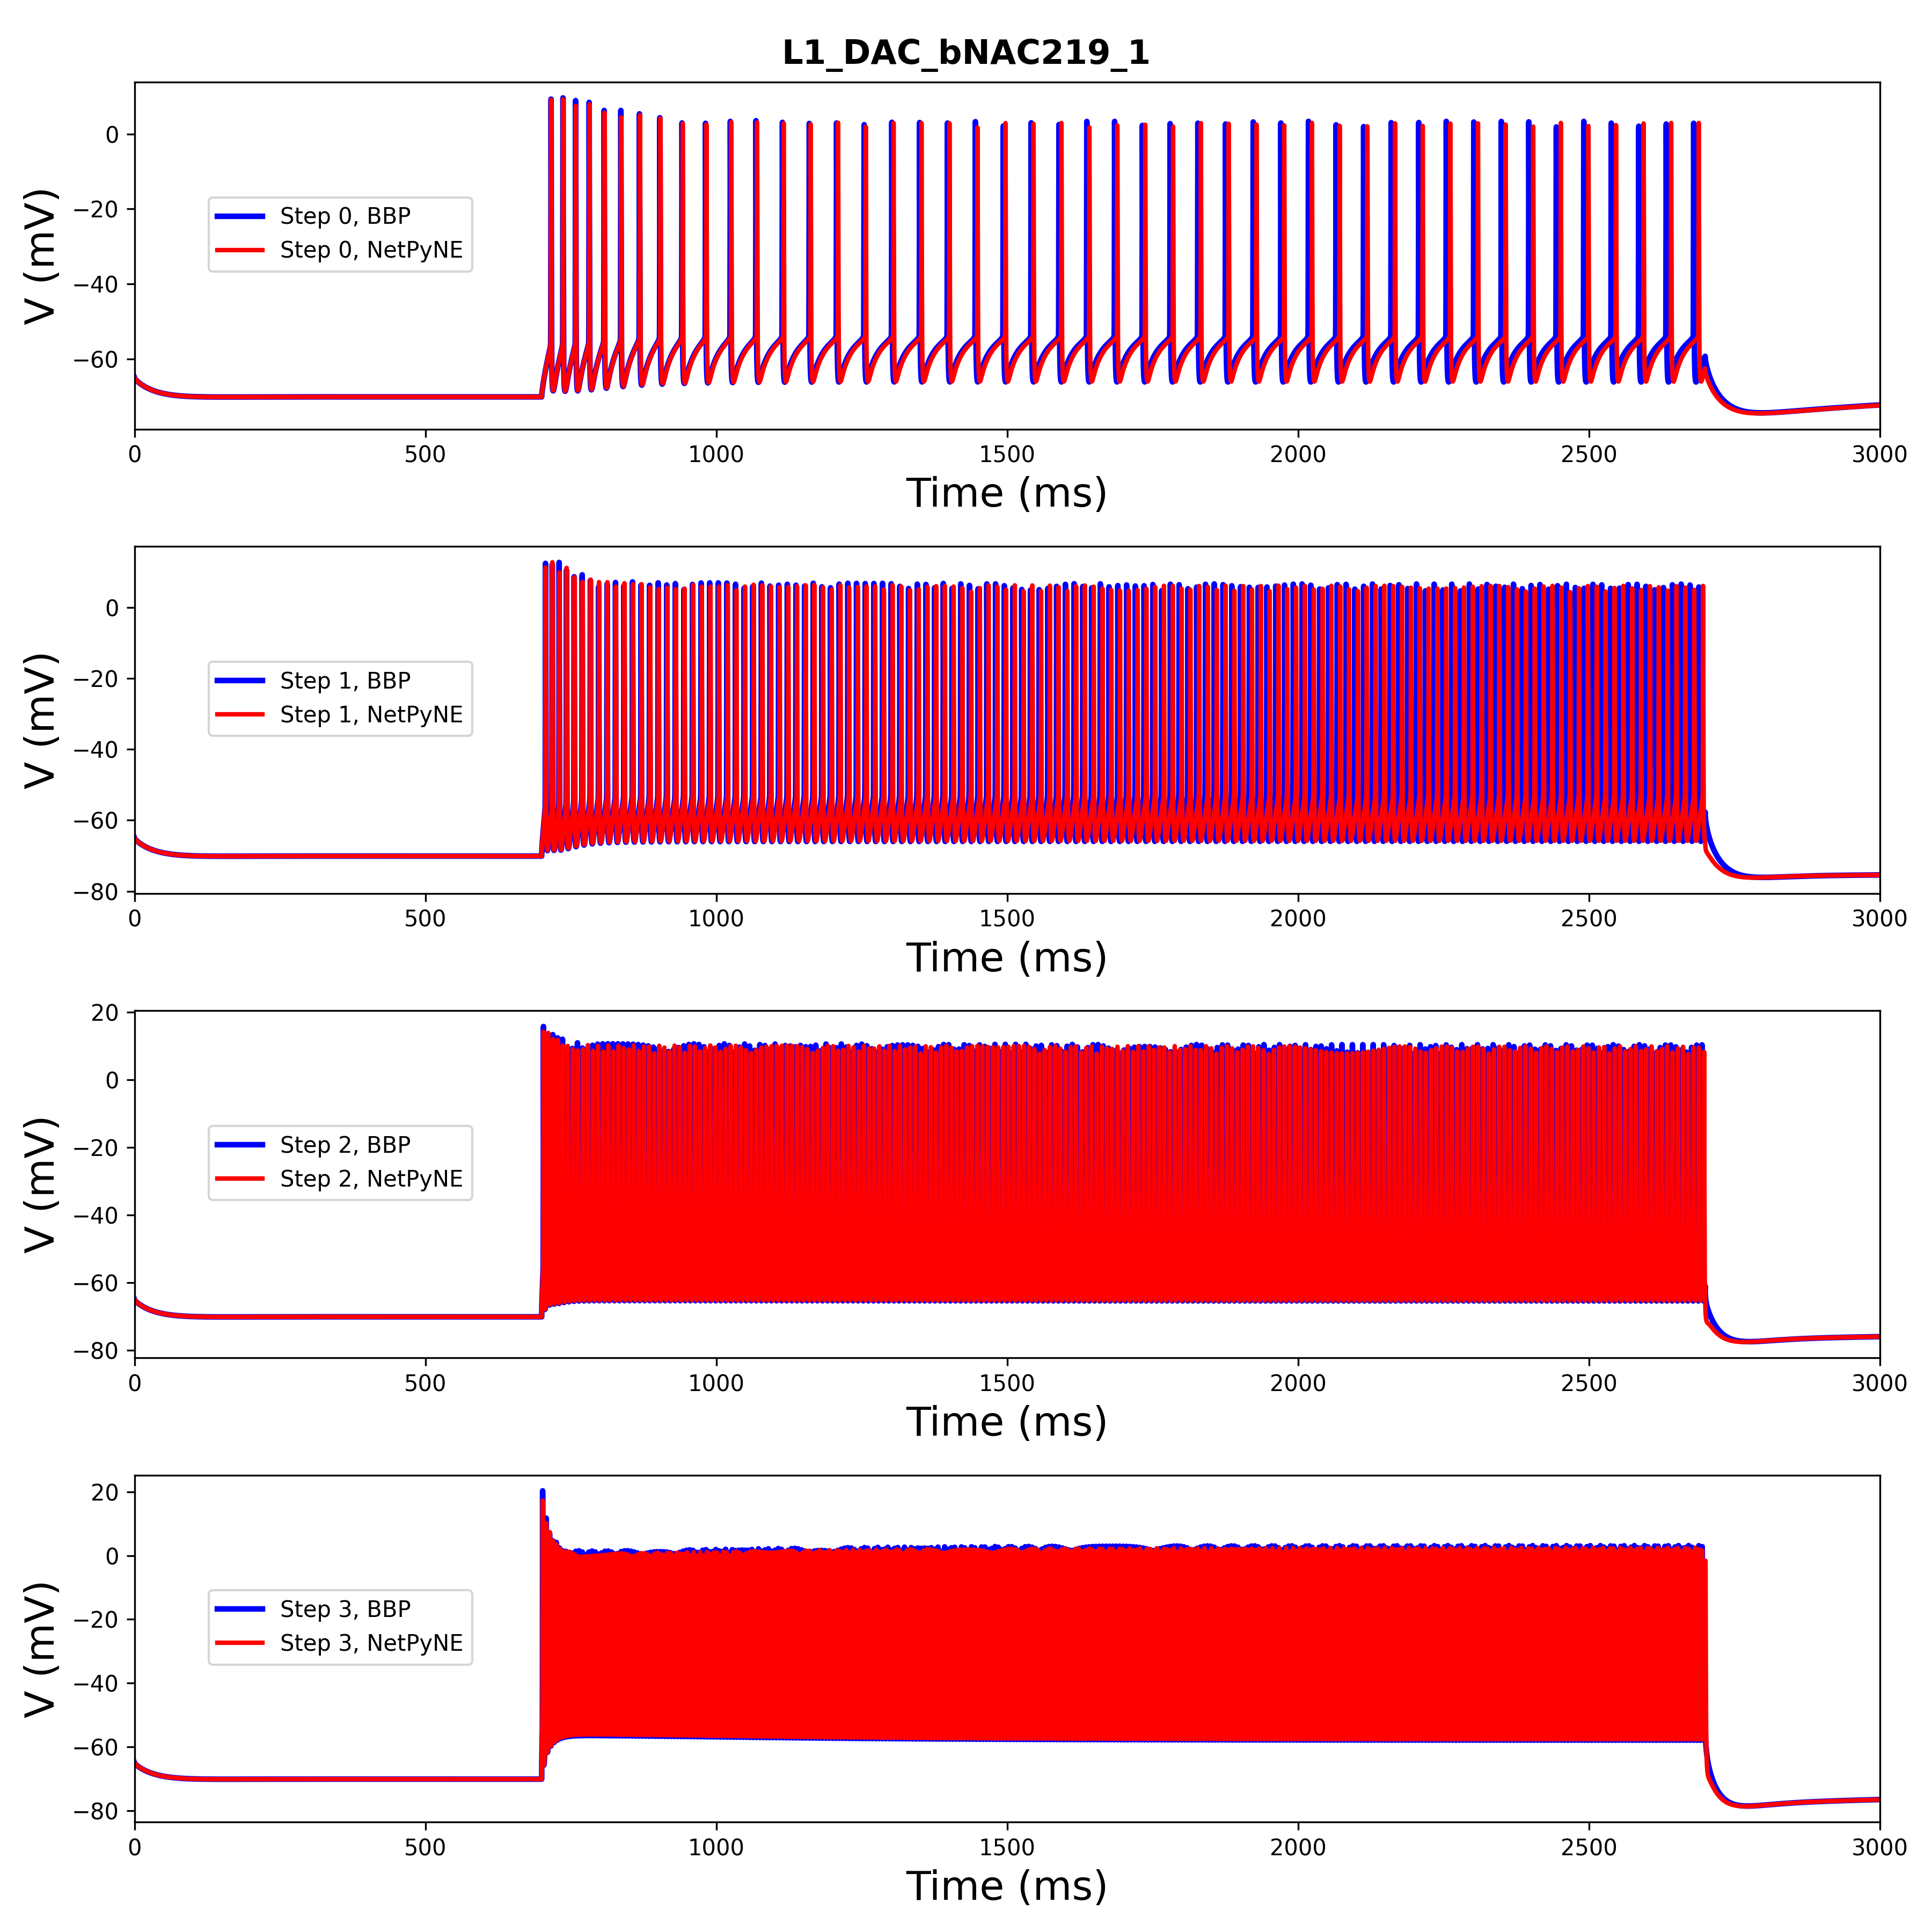 L1_DAC_bNAC219_1
V (mV)
0
−20
−40
−60
Step 0, BBP
Step 0, NetPyNE
0 500 1000 1500 2000 2500 3000
Time (ms)
V (mV)
0
−20
−40
−60
−80
Step 1, BBP
Step 1, NetPyNE
0 500 1000 1500 2000 2500 3000
Time (ms)
V (mV)
20
0
−20
−40
−60
−80
Step 2, BBP
Step 2, NetPyNE
0 500 1000 1500 2000 2500 3000
Time (ms)
V (mV)
20
0
−20
−40
−60
−80
Step 3, BBP
Step 3, NetPyNE
0 500 1000 1500 2000 2500 3000
Time (ms)